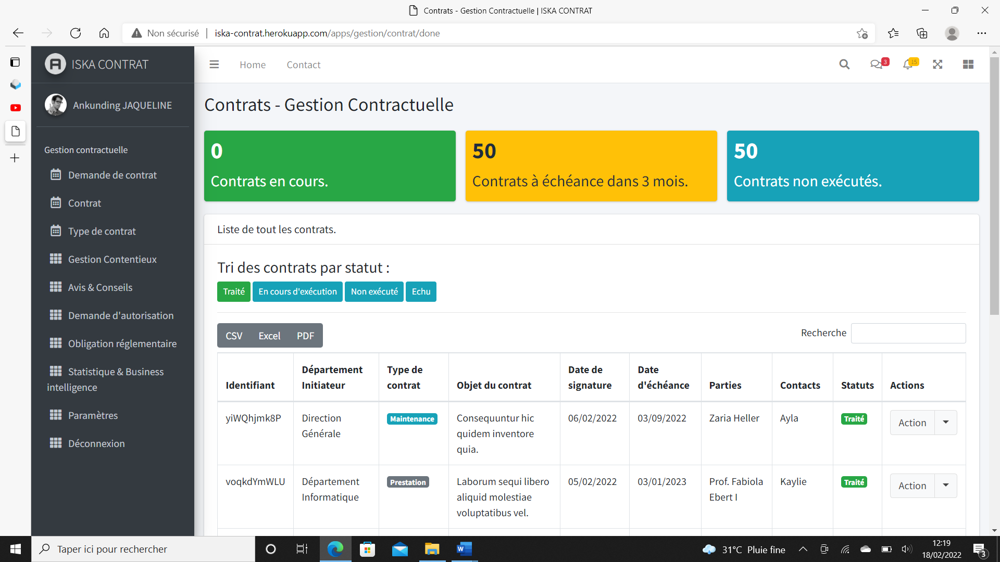 Contrats - Gestion Contractuelle | ISKA CONTRAT
Non sécurisé | iska-contrat.herokuapp.com/apps/gestion/contrat/done
ISKA CONTRAT
Home
Contact
3
15
Ankunding JAQUELINE
Gestion contractuelle
Demande de contrat
Contrat
Type de contrat
Gestion Contentieux
Avis & Conseils
Demande d'autorisation
Obligation réglementaire
Statistique & Business
intelligence
Paramètres
Déconnexion
Contrats - Gestion Contractuelle
0
Contrats en cours.
50
Contrats à échéance dans 3 mois.
50
Contrats non exécutés.
Liste de tout les contrats.
Tri des contrats par statut :
Traité
En cours d'exécution
Non exécuté
Echu
CSV
Excel
PDF
Recherche
Identifiant
Département
Initiateur
Type de
contrat
Objet du contrat
Date de
signature
Date
d'échéance
Parties
Contacts
Statuts
Actions
yiWQhjmk8P
Direction
Générale
Maintenance
Consequuntur hic
quidem inventore
quia.
06/02/2022
03/09/2022
Zaria Heller
Ayla
Traité
Action
voqkdYmWLU
Département
Informatique
Prestation
Laborum sequi libero
aliquid molestiae
voluptatibus vel.
05/02/2022
03/01/2023
Prof. Fabiola
Ebert I
Kaylie
Traité
Action
Taper ici pour rechercher
31°C Pluie fine
12:19
18/02/2022
3